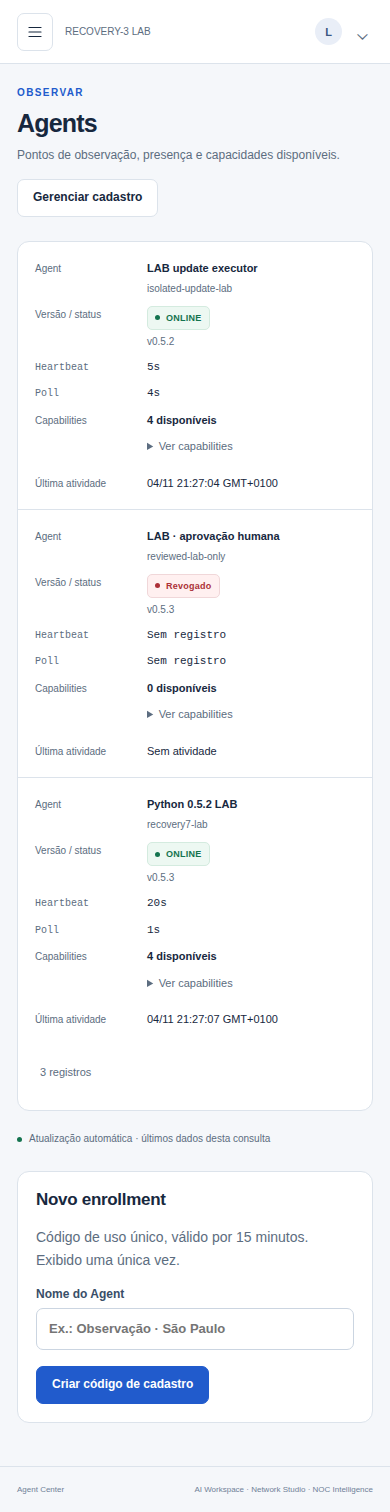 RECOVERY-3 LAB
L
OBSERVAR
Agents
Pontos de observação, presença e capacidades disponíveis.
Gerenciar cadastro
Agent LAB update executor
isolated-update-lab
Versão / status ONLINE
v0.5.2
Heartbeat 5s
Poll 4s
Capabilities 4 disponíveis
Ver capabilities
Última atividade 04/11 21:27:04 GMT+0100
Agent LAB · aprovação humana
reviewed-lab-only
Versão / status Revogado
v0.5.3
Heartbeat Sem registro
Poll Sem registro
Capabilities 0 disponíveis
Ver capabilities
Última atividade Sem atividade
Agent Python 0.5.2 LAB
recovery7-lab
Versão / status ONLINE
v0.5.3
Heartbeat 20s
Poll 1s
Capabilities 4 disponíveis
Ver capabilities
Última atividade 04/11 21:27:07 GMT+0100
3 registros
Atualização automática · últimos dados desta consulta
Novo enrollment
Código de uso único, válido por 15 minutos.
Exibido uma única vez.
Nome do Agent
Ex.: Observação · São Paulo
Criar código de cadastro
Agent Center AI Workspace · Network Studio · NOC Intelligence